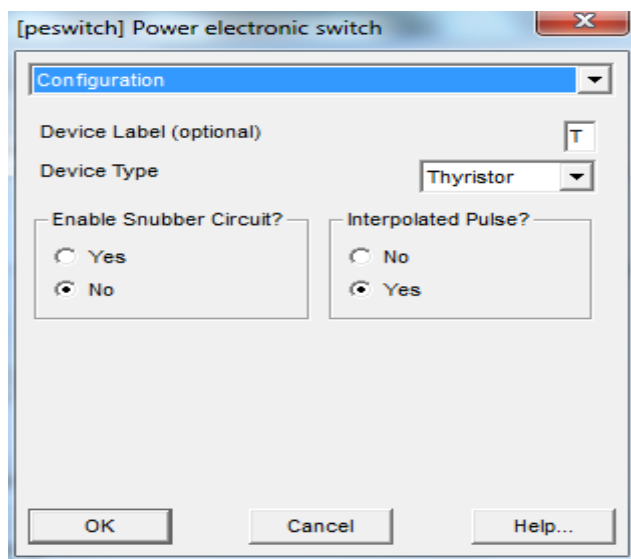 [peswitch] Power electronic switch
Configuration
Device Label (optional) T
Device Type Thyristor
Enable Snubber Circuit? Interpolated Pulse?
Yes No
No Yes
OK Cancel Help...